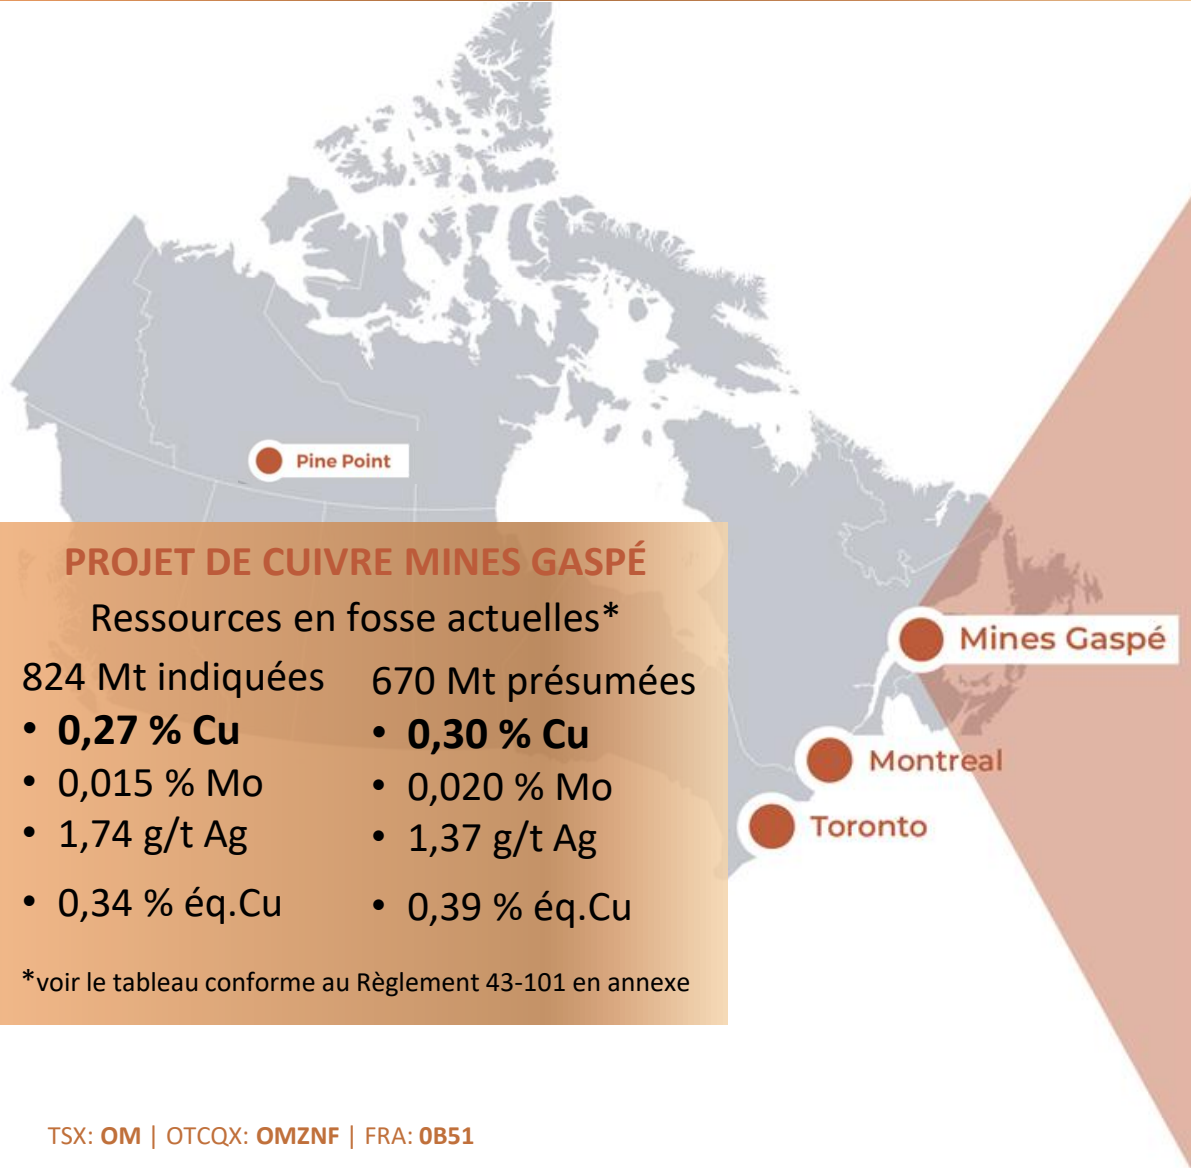 Pine Point
PROJET DE CUIVRE MINES GASPÉ
Ressources en fosse actuelles*
824 Mt indiquées
• 0,27 % Cu
• 0,015 % Mo
• 1,74 g/t Ag
• 0,34 % éq.Cu
670 Mt présumées
• 0,30 % Cu
• 0,020 % Mo
• 1,37 g/t Ag
• 0,39 % éq.Cu
*voir le tableau conforme au Règlement 43-101 en annexe
Mines Gaspé
Montreal
Toronto
TSX: OM | OTCQX: OMZNF | FRA: 0B51